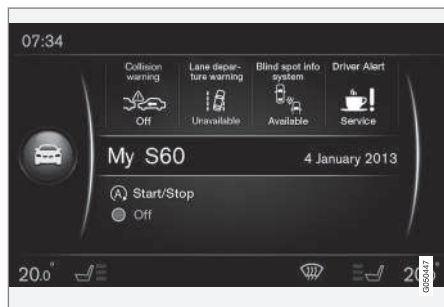 07:34
Collision warning
Off
Lane depar-
ture warning
Unavailable
Blind spot info
system
Available
Driver Alert
Service
My S60
4 January 2013
Start/Stop
Off
20.0°
20
G050447